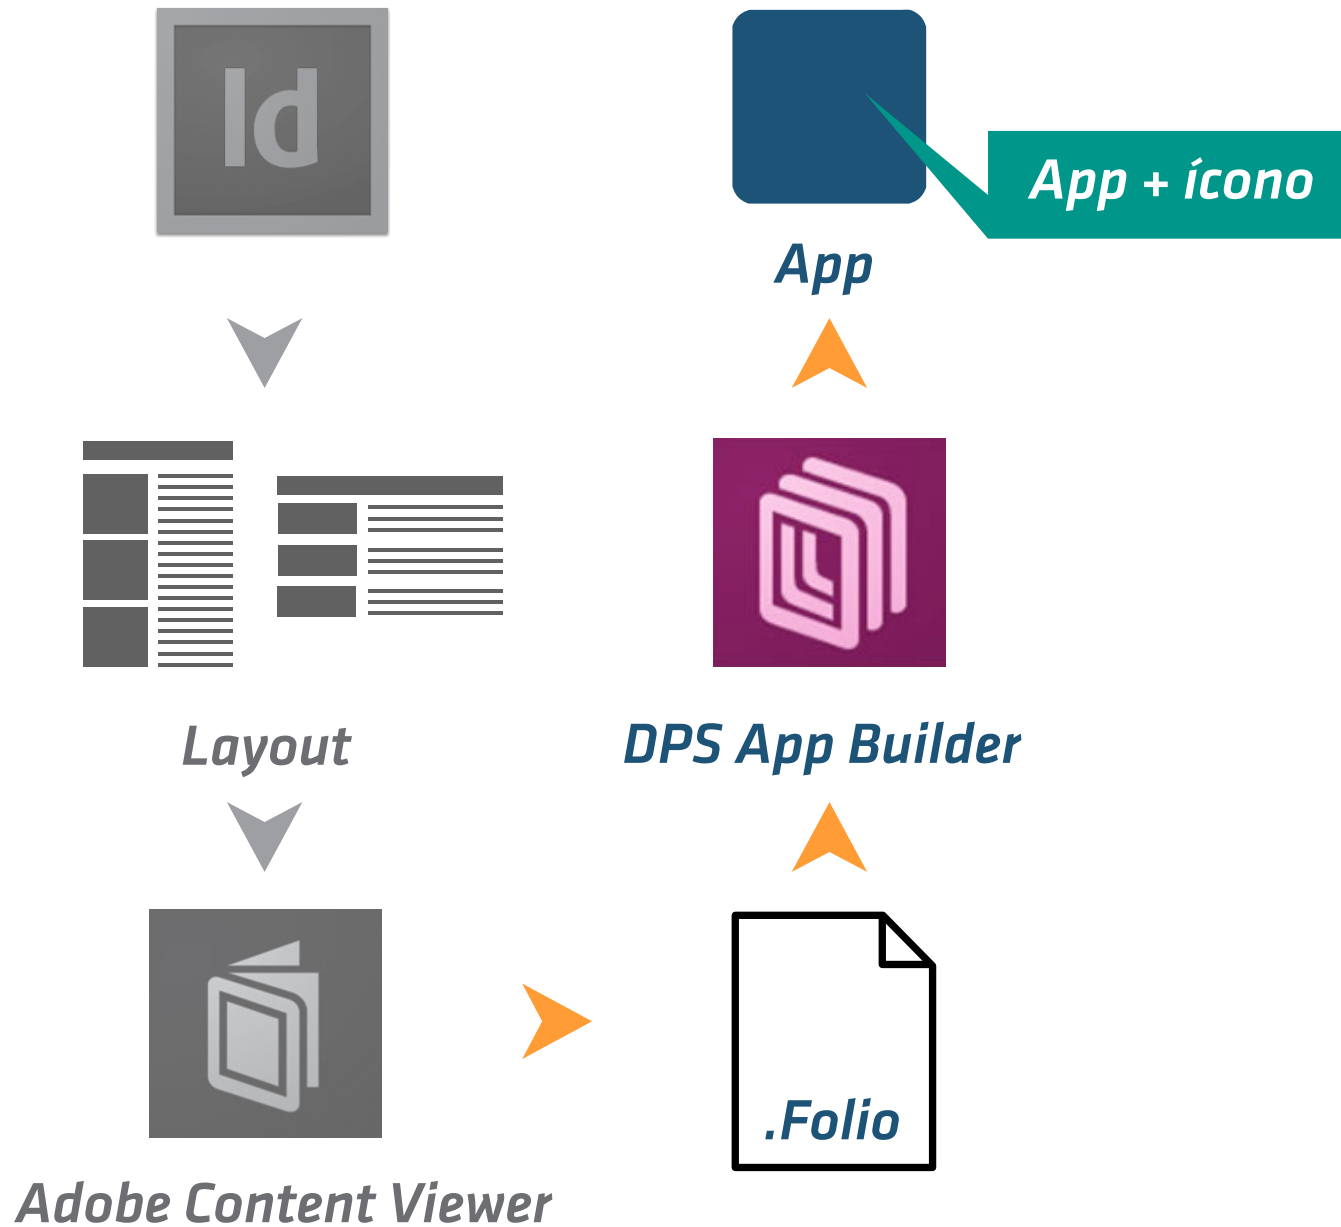 Id
App + ícono
App
Layout
DPS App Builder
.Folio
Adobe Content Viewer